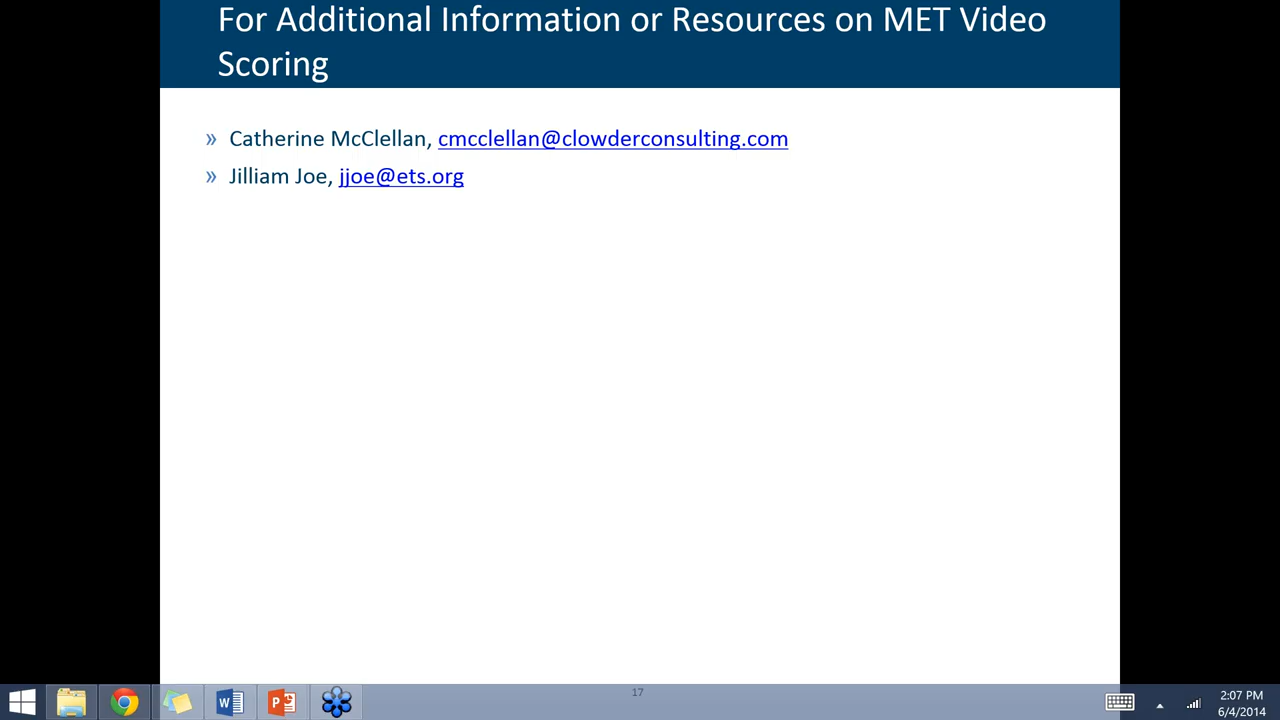 For Additional Information or Resources on MET Video
Scoring
» Catherine McClellan, cmcclellan@clowderconsulting.com
» Jilliam Joe, jjoe@ets.org
17
2:07 PM
6/4/2014